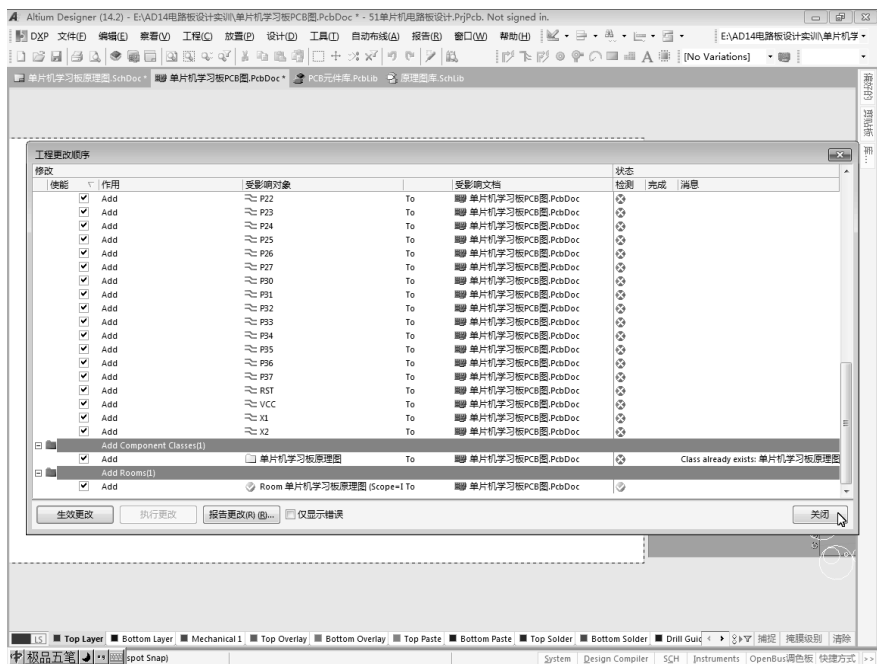 Altium Designer (14.2) - E:\AD14电路板设计实训\单片机学习板PCB图.PcbDoc * - 51单片机电路板设计.PrjPcb. Not signed in.
DXP 文件(F) 编辑(E) 察看(V) 工程(C) 放置(P) 设计(D) 工具(T) 自动布线(A) 报告(R) 窗口(W) 帮助(H) E:\AD14电路板设计实训\单片机学
[No Variations]
单片机学习板原理图.SchDoc * 单片机学习板PCB图.PcbDoc * PCB元件库.PcbLib 原理图库.SchLib
工程更改顺序
修改 状态
使能 作用 受影响对象 受影响文档 检测 完成 消息
Add P22 To 单片机学习板PCB图.PcbDoc
Add P23 To 单片机学习板PCB图.PcbDoc
Add P24 To 单片机学习板PCB图.PcbDoc
Add P25 To 单片机学习板PCB图.PcbDoc
Add P26 To 单片机学习板PCB图.PcbDoc
Add P27 To 单片机学习板PCB图.PcbDoc
Add P30 To 单片机学习板PCB图.PcbDoc
Add P31 To 单片机学习板PCB图.PcbDoc
Add P32 To 单片机学习板PCB图.PcbDoc
Add P33 To 单片机学习板PCB图.PcbDoc
Add P34 To 单片机学习板PCB图.PcbDoc
Add P35 To 单片机学习板PCB图.PcbDoc
Add P36 To 单片机学习板PCB图.PcbDoc
Add P37 To 单片机学习板PCB图.PcbDoc
Add RST To 单片机学习板PCB图.PcbDoc
Add VCC To 单片机学习板PCB图.PcbDoc
Add X1 To 单片机学习板PCB图.PcbDoc
Add X2 To 单片机学习板PCB图.PcbDoc
Add Component Classes(1)
Add 单片机学习板原理图 To 单片机学习板PCB图.PcbDoc Class already exists: 单片机学习板原理图
Add Rooms(1)
Add Room 单片机学习板原理图 (Scope=I To 单片机学习板PCB图.PcbDoc
生效更改 执行更改 报告更改(R) (R)... 仅显示错误 关闭
LS Top Layer Bottom Layer Mechanical 1 Top Overlay Bottom Overlay Top Paste Bottom Paste Top Solder Bottom Solder Drill Guid 捕捉 掩膜级别 清除
中 极品五笔 spot Snap) System Design Compiler SCH Instruments OpenBus调色板 快捷方式 >>